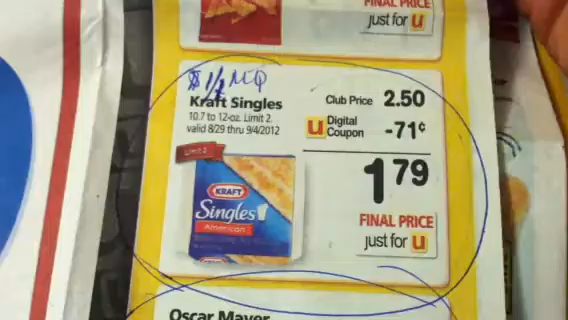 FINAL PRICE
just for u
$ 1/2 MQ
Kraft Singles
10.7 to 12-oz. Limit 2.
valid 8/29 thru 9/4/2012
Club Price 2.50
u Digital
Coupon -71¢
1 79
FINAL PRICE
just for u
Limit 2
KRAFT
Singles
American
Oscar Mayer